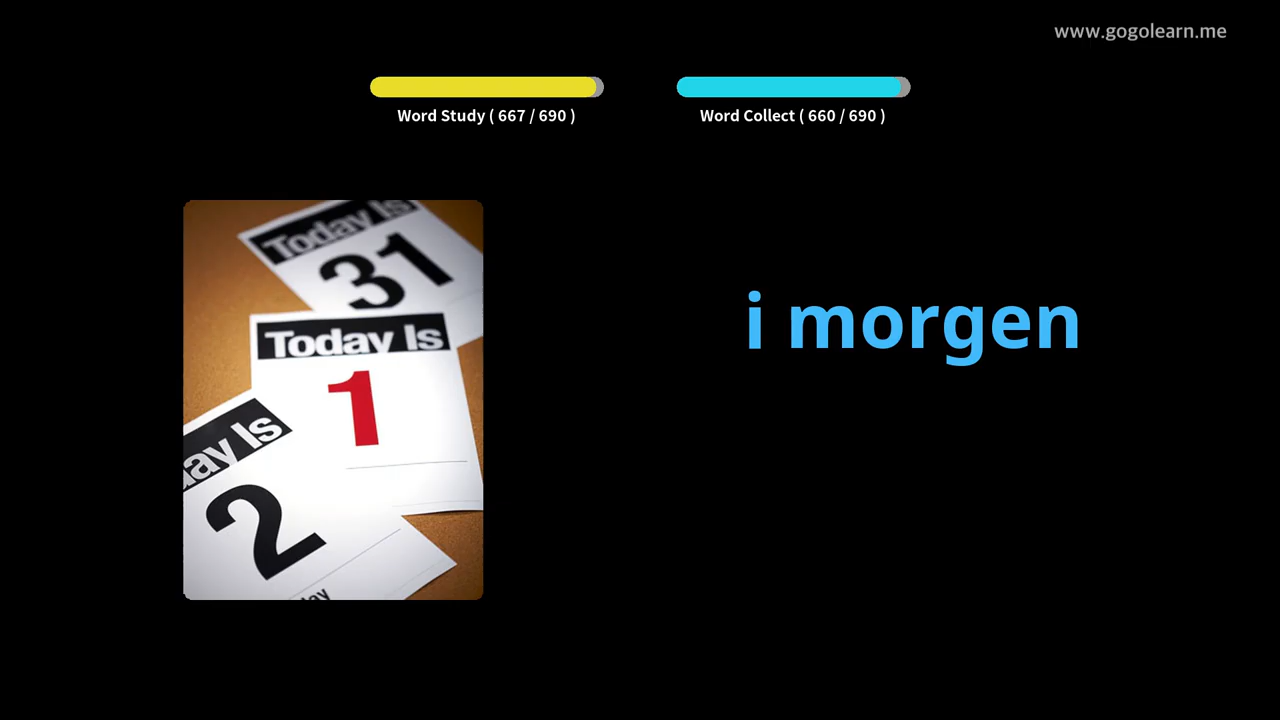 www.gogolearn.me
Word Study ( 667 / 690 )
Word Collect ( 660 / 690 )
Today Is
31
Today Is
1
i morgen
ay Is
2
ay